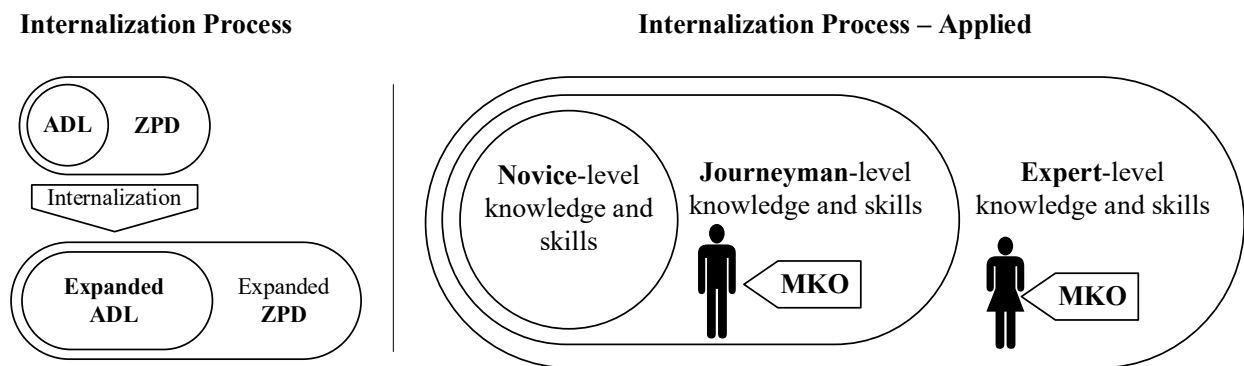 Internalization Process
ADL ZPD
Internalization
Expanded
ADL
Expanded
ZPD
Internalization Process – Applied
Novice-level
knowledge and
skills
Journeyman-level
knowledge and skills
MKO
Expert-level
knowledge and skills
MKO